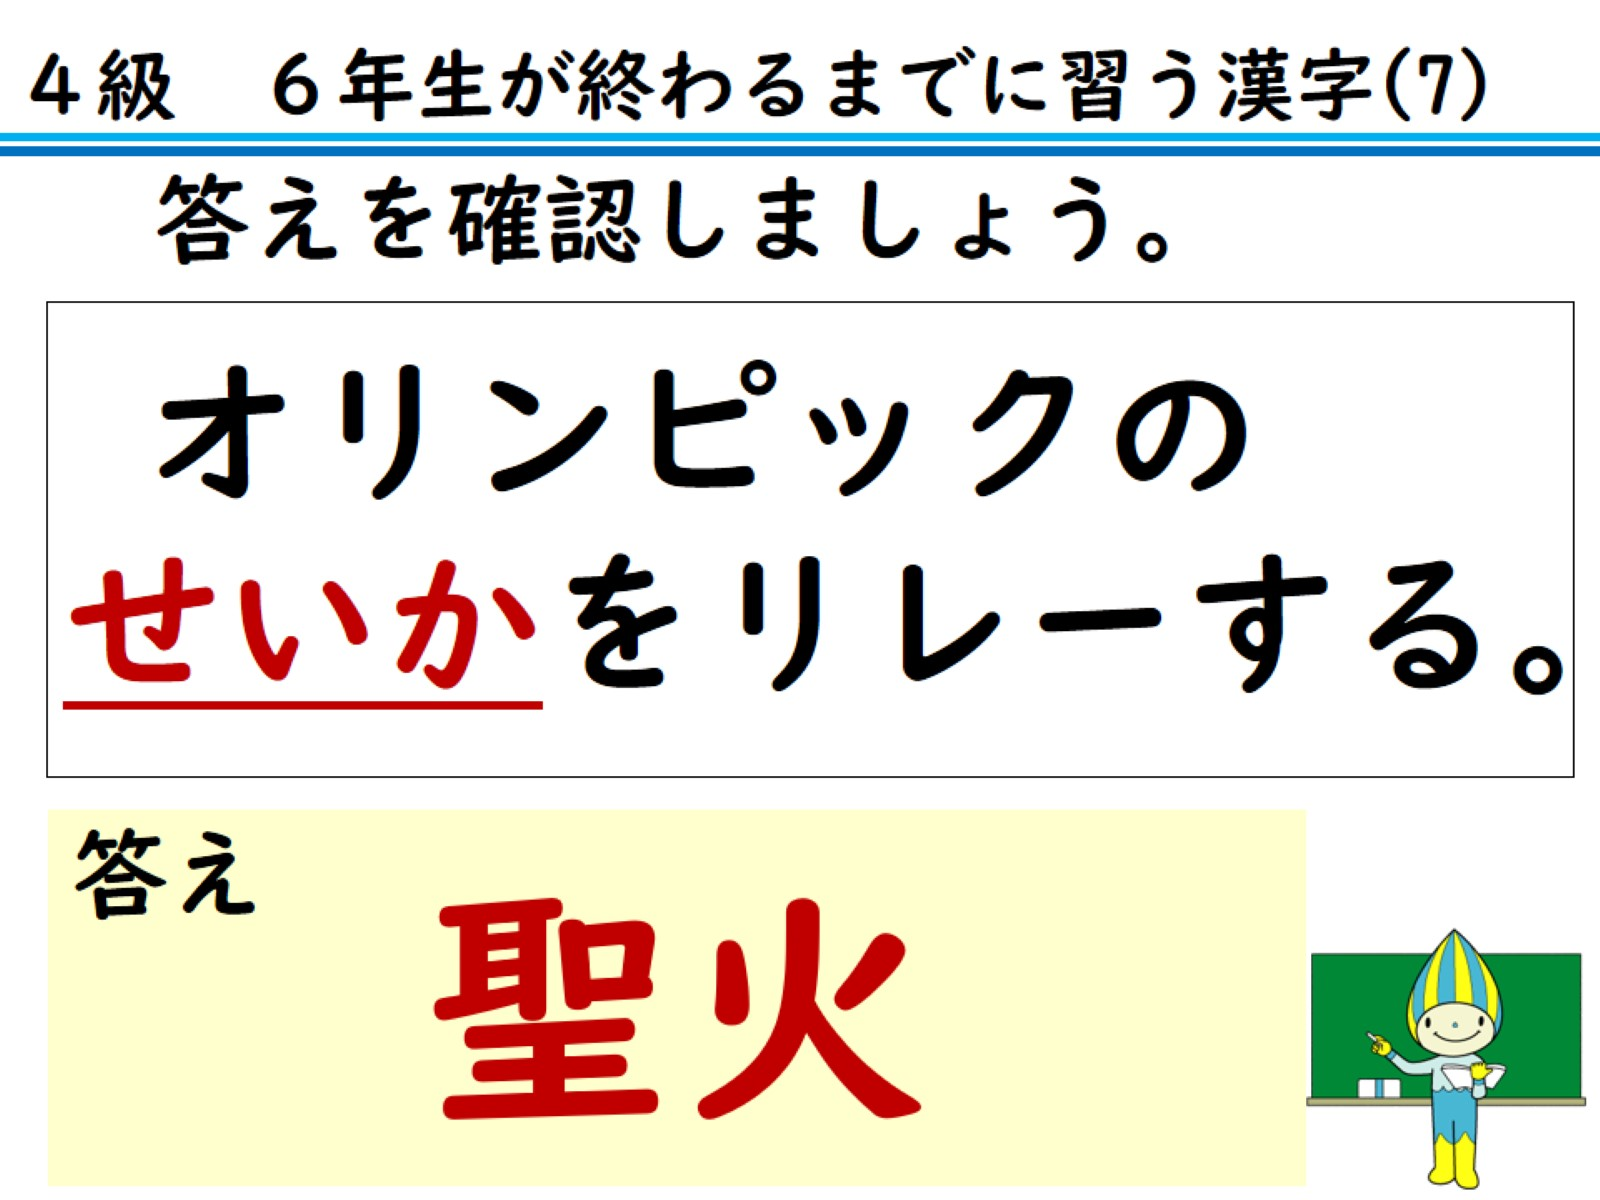 ４級　６年生が終わるまでに習う漢字(7)
答えを確認しましょう。
オリンピックの
せいかをリレーする。
答え
聖火